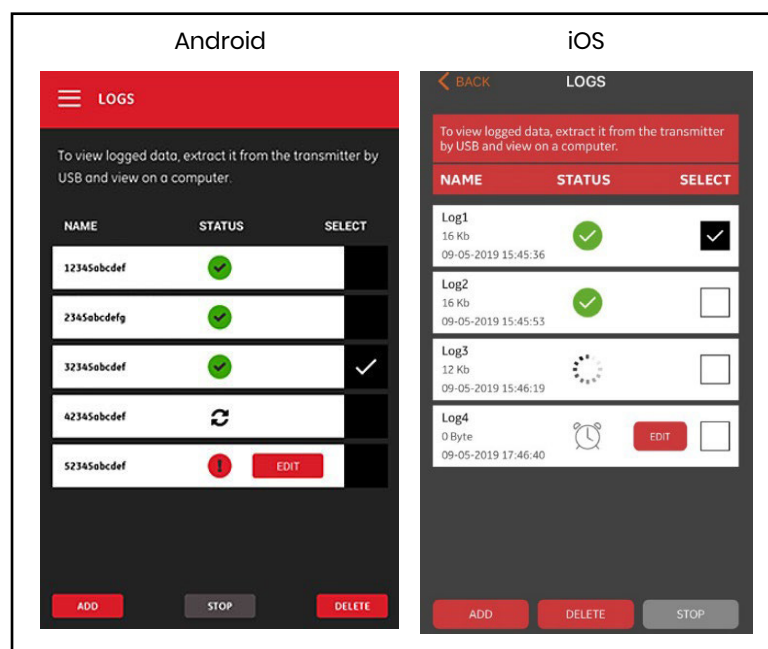 Android
LOGS
To view logged data, extract it from the transmitter by
USB and view on a computer.
NAME STATUS SELECT
12345abcdef
2345abcdefg
32345abcdef
42345abcdef
52345abcdef EDIT
ADD STOP DELETE
iOS
BACK LOGS
To view logged data, extract it from the transmitter
by USB and view on a computer.
NAME STATUS SELECT
Log1
16 Kb
09-05-2019 15:45:36
Log2
16 Kb
09-05-2019 15:45:53
Log3
12 Kb
09-05-2019 15:46:19
Log4
0 Byte
EDIT
09-05-2019 17:46:40
ADD DELETE STOP